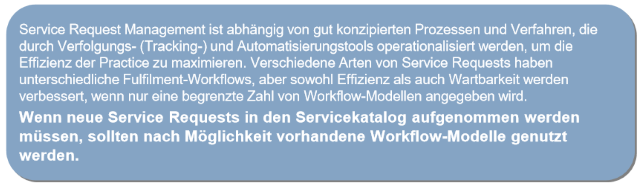 Service Request Management ist abhängig von gut konzipierten Prozessen und Verfahren, die
durch Verfolgungs- (Tracking-) und Automatisierungstools operationalisiert werden, um die
Effizienz der Practice zu maximieren. Verschiedene Arten von Service Requests haben
unterschiedliche Fulfilment-Workflows, aber sowohl Effizienz als auch Wartbarkeit werden
verbessert, wenn nur eine begrenzte Zahl von Workflow-Modellen angegeben wird.
Wenn neue Service Requests in den Servicekatalog aufgenommen werden
müssen, sollten nach Möglichkeit vorhandene Workflow-Modelle genutzt
werden.